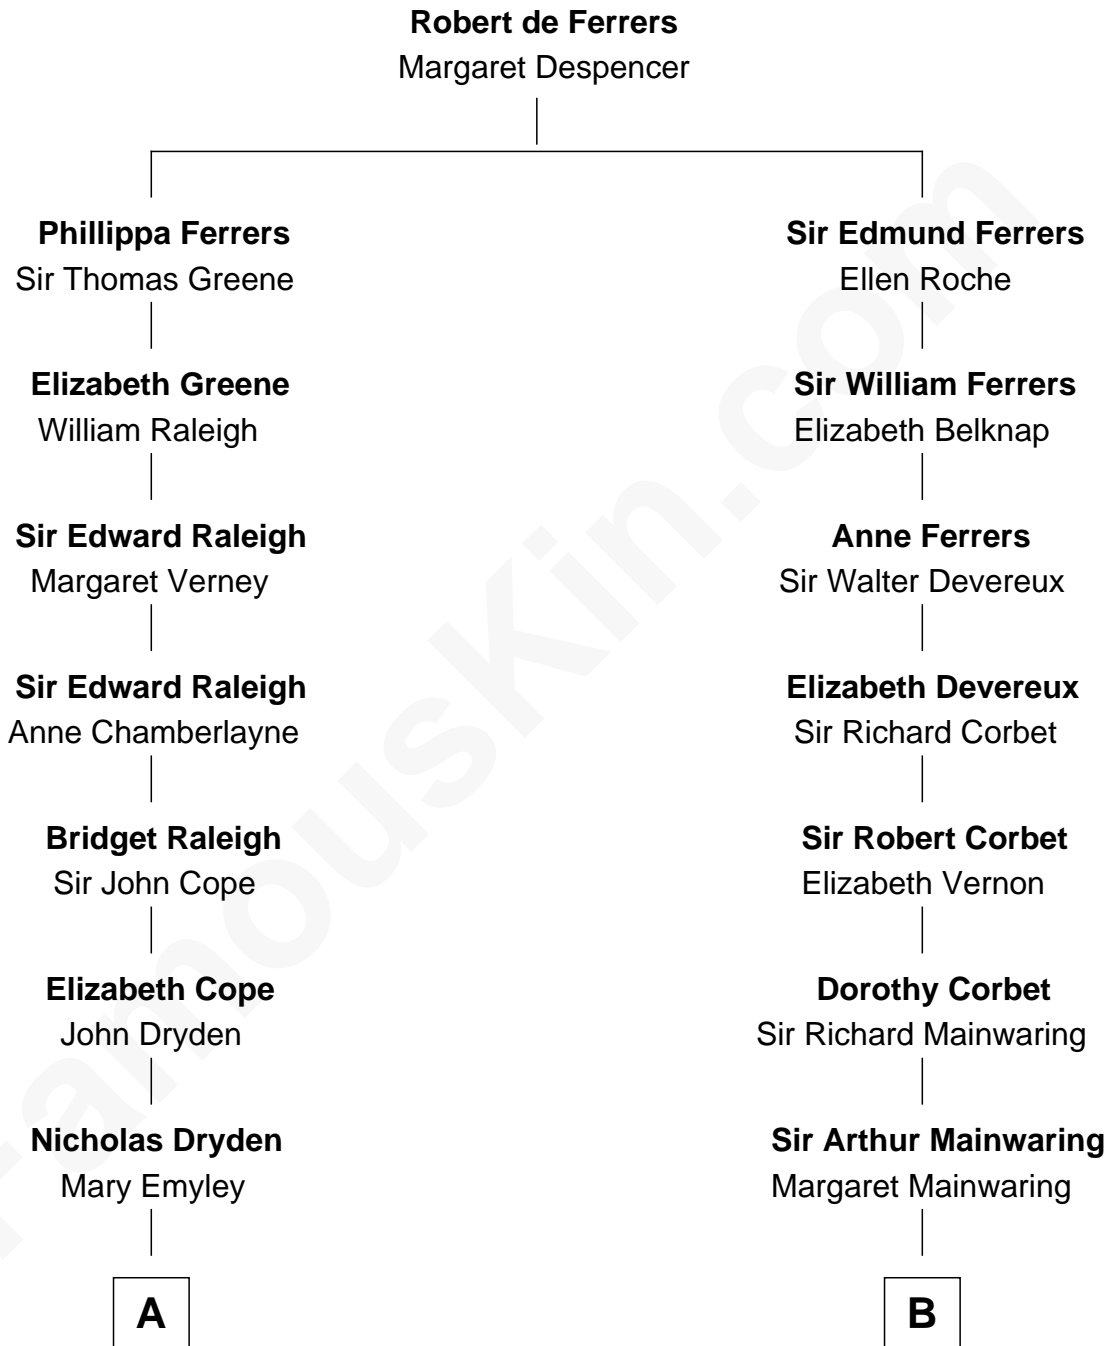 Robert de Ferrers
Margaret Despencer
Phillippa Ferrers
Sir Thomas Greene
Sir Edmund Ferrers
Ellen Roche
Elizabeth Greene
William Raleigh
Sir William Ferrers
Elizabeth Belknap
Sir Edward Raleigh
Margaret Verney
Anne Ferrers
Sir Walter Devereux
Sir Edward Raleigh
Anne Chamberlayne
Elizabeth Devereux
Sir Richard Corbet
Bridget Raleigh
Sir John Cope
Sir Robert Corbet
Elizabeth Vernon
Elizabeth Cope
John Dryden
Dorothy Corbet
Sir Richard Mainwaring
Nicholas Dryden
Mary Emyley
Sir Arthur Mainwaring
Margaret Mainwaring
A
B
FamousKin.com